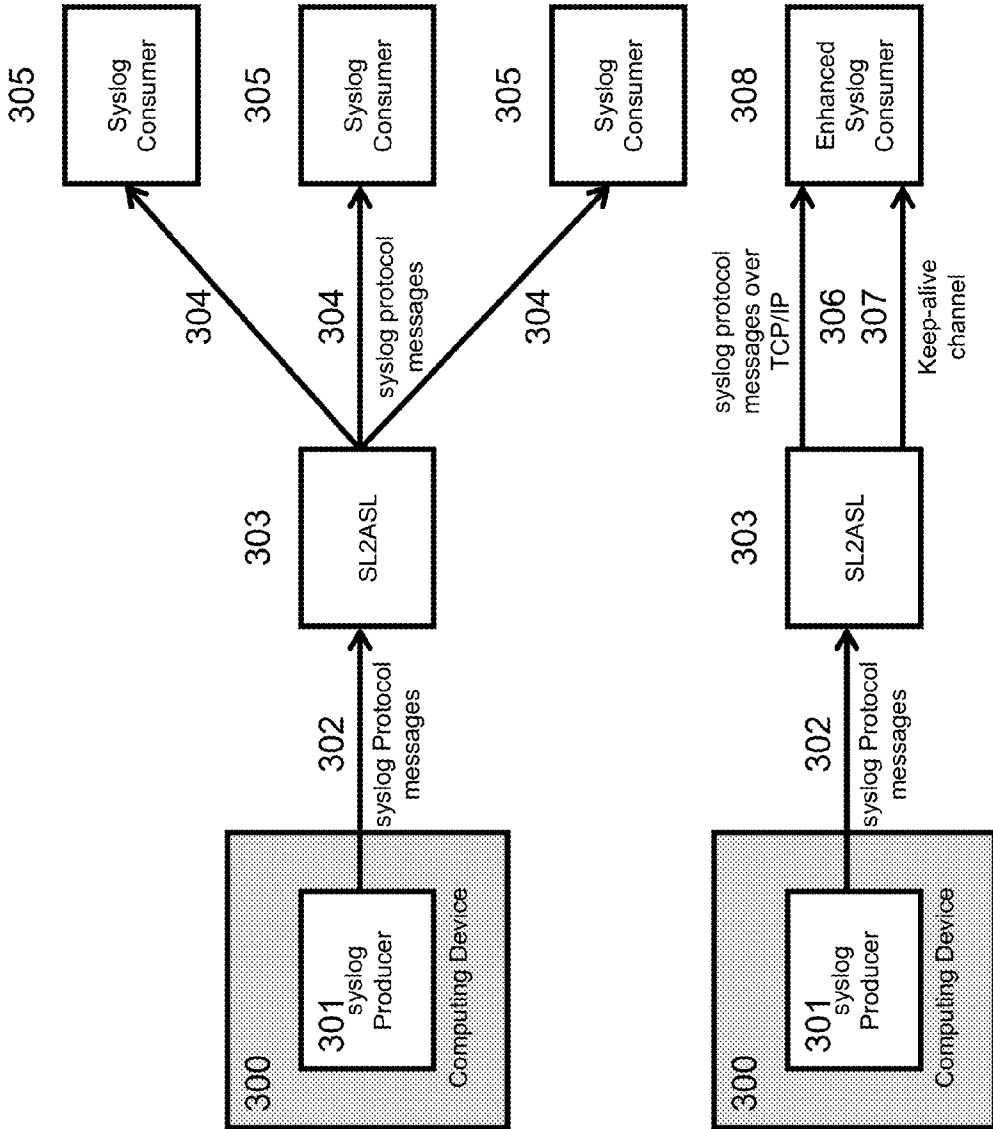 300
301
syslog
Producer
Computing Device
302
syslog Protocol
messages
303
SL2ASL
304
304
syslog protocol
messages
304
305
Syslog
Consumer
305
Syslog
Consumer
305
Syslog
Consumer
300
301
syslog
Producer
Computing Device
302
syslog Protocol
messages
303
SL2ASL
syslog protocol
messages over
TCP/IP
306
307
Keep-alive
channel
308
Enhanced
Syslog
Consumer